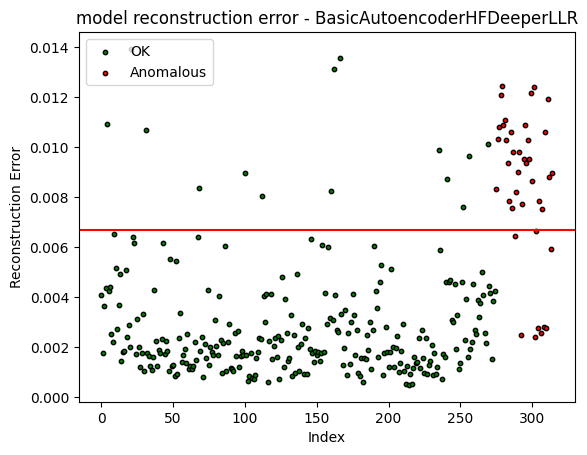 model reconstruction error - BasicAutoencoderHFDeeperLLR
OK
Anomalous
0.014
0.012
0.010
0.008
0.006
0.004
0.002
0.000
Reconstruction Error
0 50 100 150 200 250 300
Index